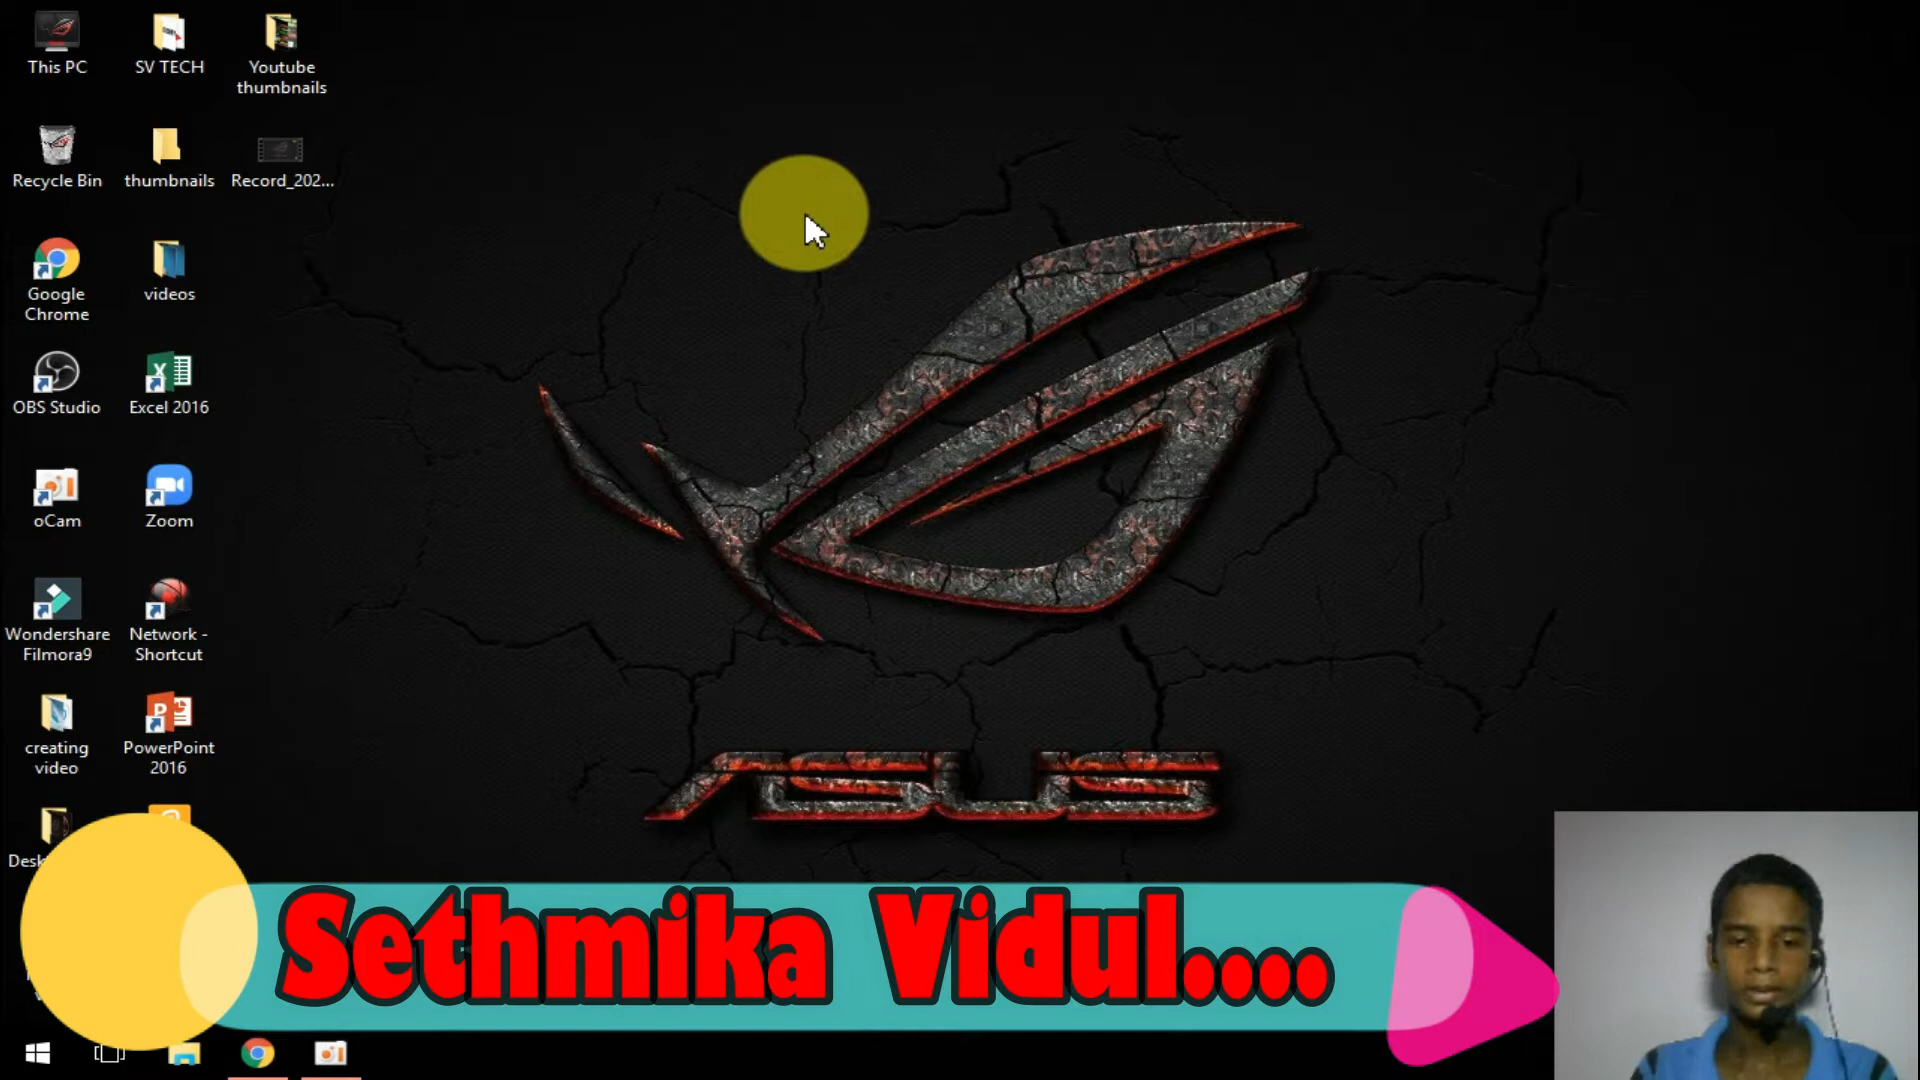 This PC
SV TECH
Youtube
thumbnails
Recycle Bin
thumbnails
Record_202...
Google
Chrome
videos
OBS Studio
Excel 2016
oCam
Zoom
Wondershare
Filmora9
Network -
Shortcut
creating
video
PowerPoint
2016
ASUS
Sethmika Vidul....